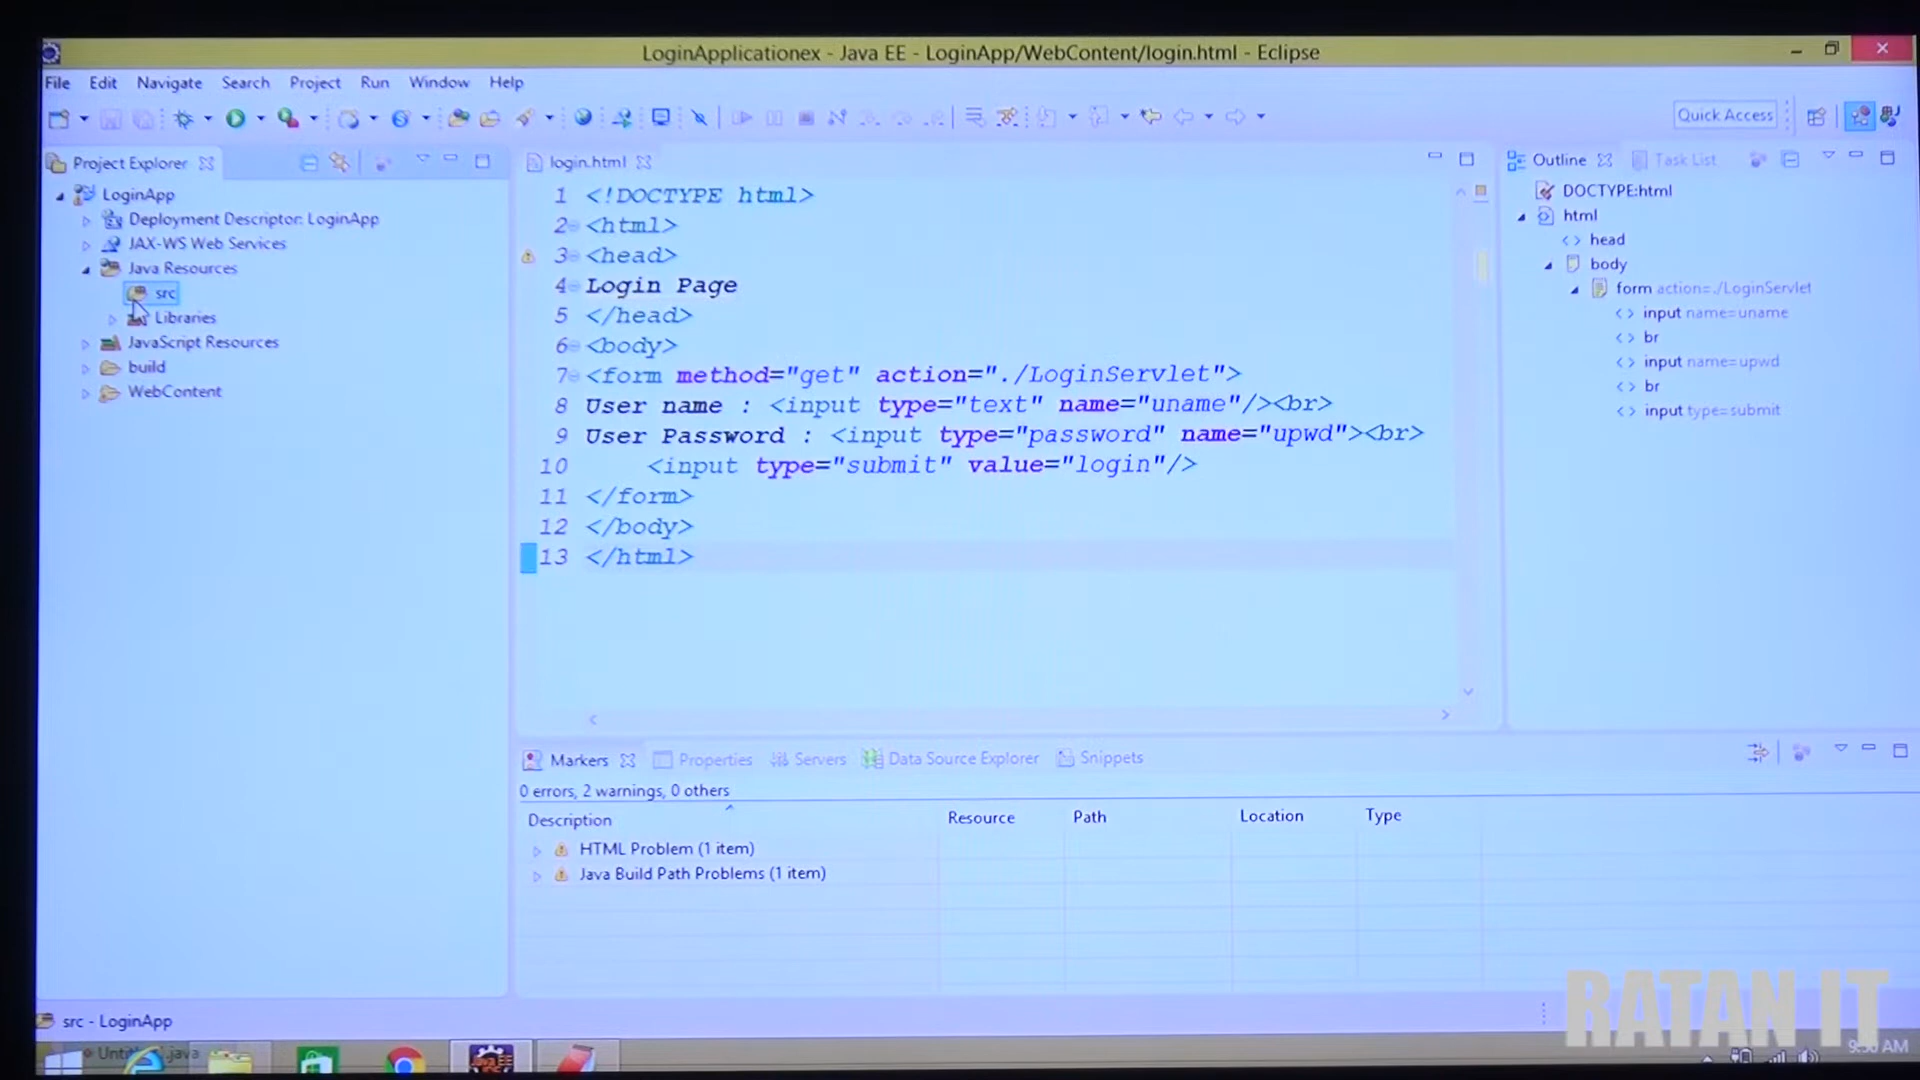 LoginApplicationex - Java EE - LoginApp/WebContent/login.html - Eclipse
File Edit Navigate Search Project Run Window Help
Quick Access
Project Explorer
LoginApp
Deployment Descriptor: LoginApp
JAX-WS Web Services
Java Resources
src
Libraries
JavaScript Resources
build
WebContent
login.html
1 <!DOCTYPE html>
2 <html>
3 <head>
4 Login Page
5 </head>
6 <body>
7 <form method="get" action="./LoginServlet">
8 User name : <input type="text" name="uname"/><br>
9 User Password : <input type="password" name="upwd"><br>
10 <input type="submit" value="login"/>
11 </form>
12 </body>
13 </html>
Outline Task List
DOCTYPE:html
html
head
body
form action=./LoginServlet
input name=uname
br
input name=upwd
br
input type=submit
Markers Properties Servers Data Source Explorer Snippets
0 errors, 2 warnings, 0 others
Description Resource Path Location Type
HTML Problem (1 item)
Java Build Path Problems (1 item)
src - LoginApp
RATAN IT